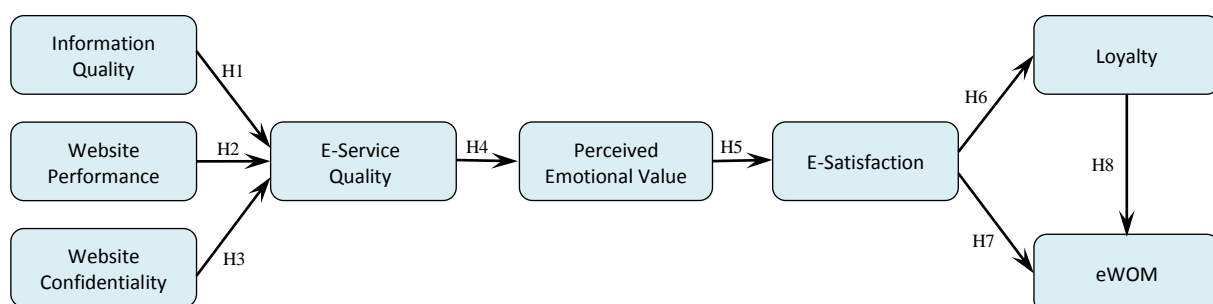 Information
Quality
H1
Website
Performance
H2
Website
Confidentiality
H3
E-Service
Quality
H4
Perceived
Emotional Value
H5
E-Satisfaction
H6
H7
Loyalty
H8
eWOM